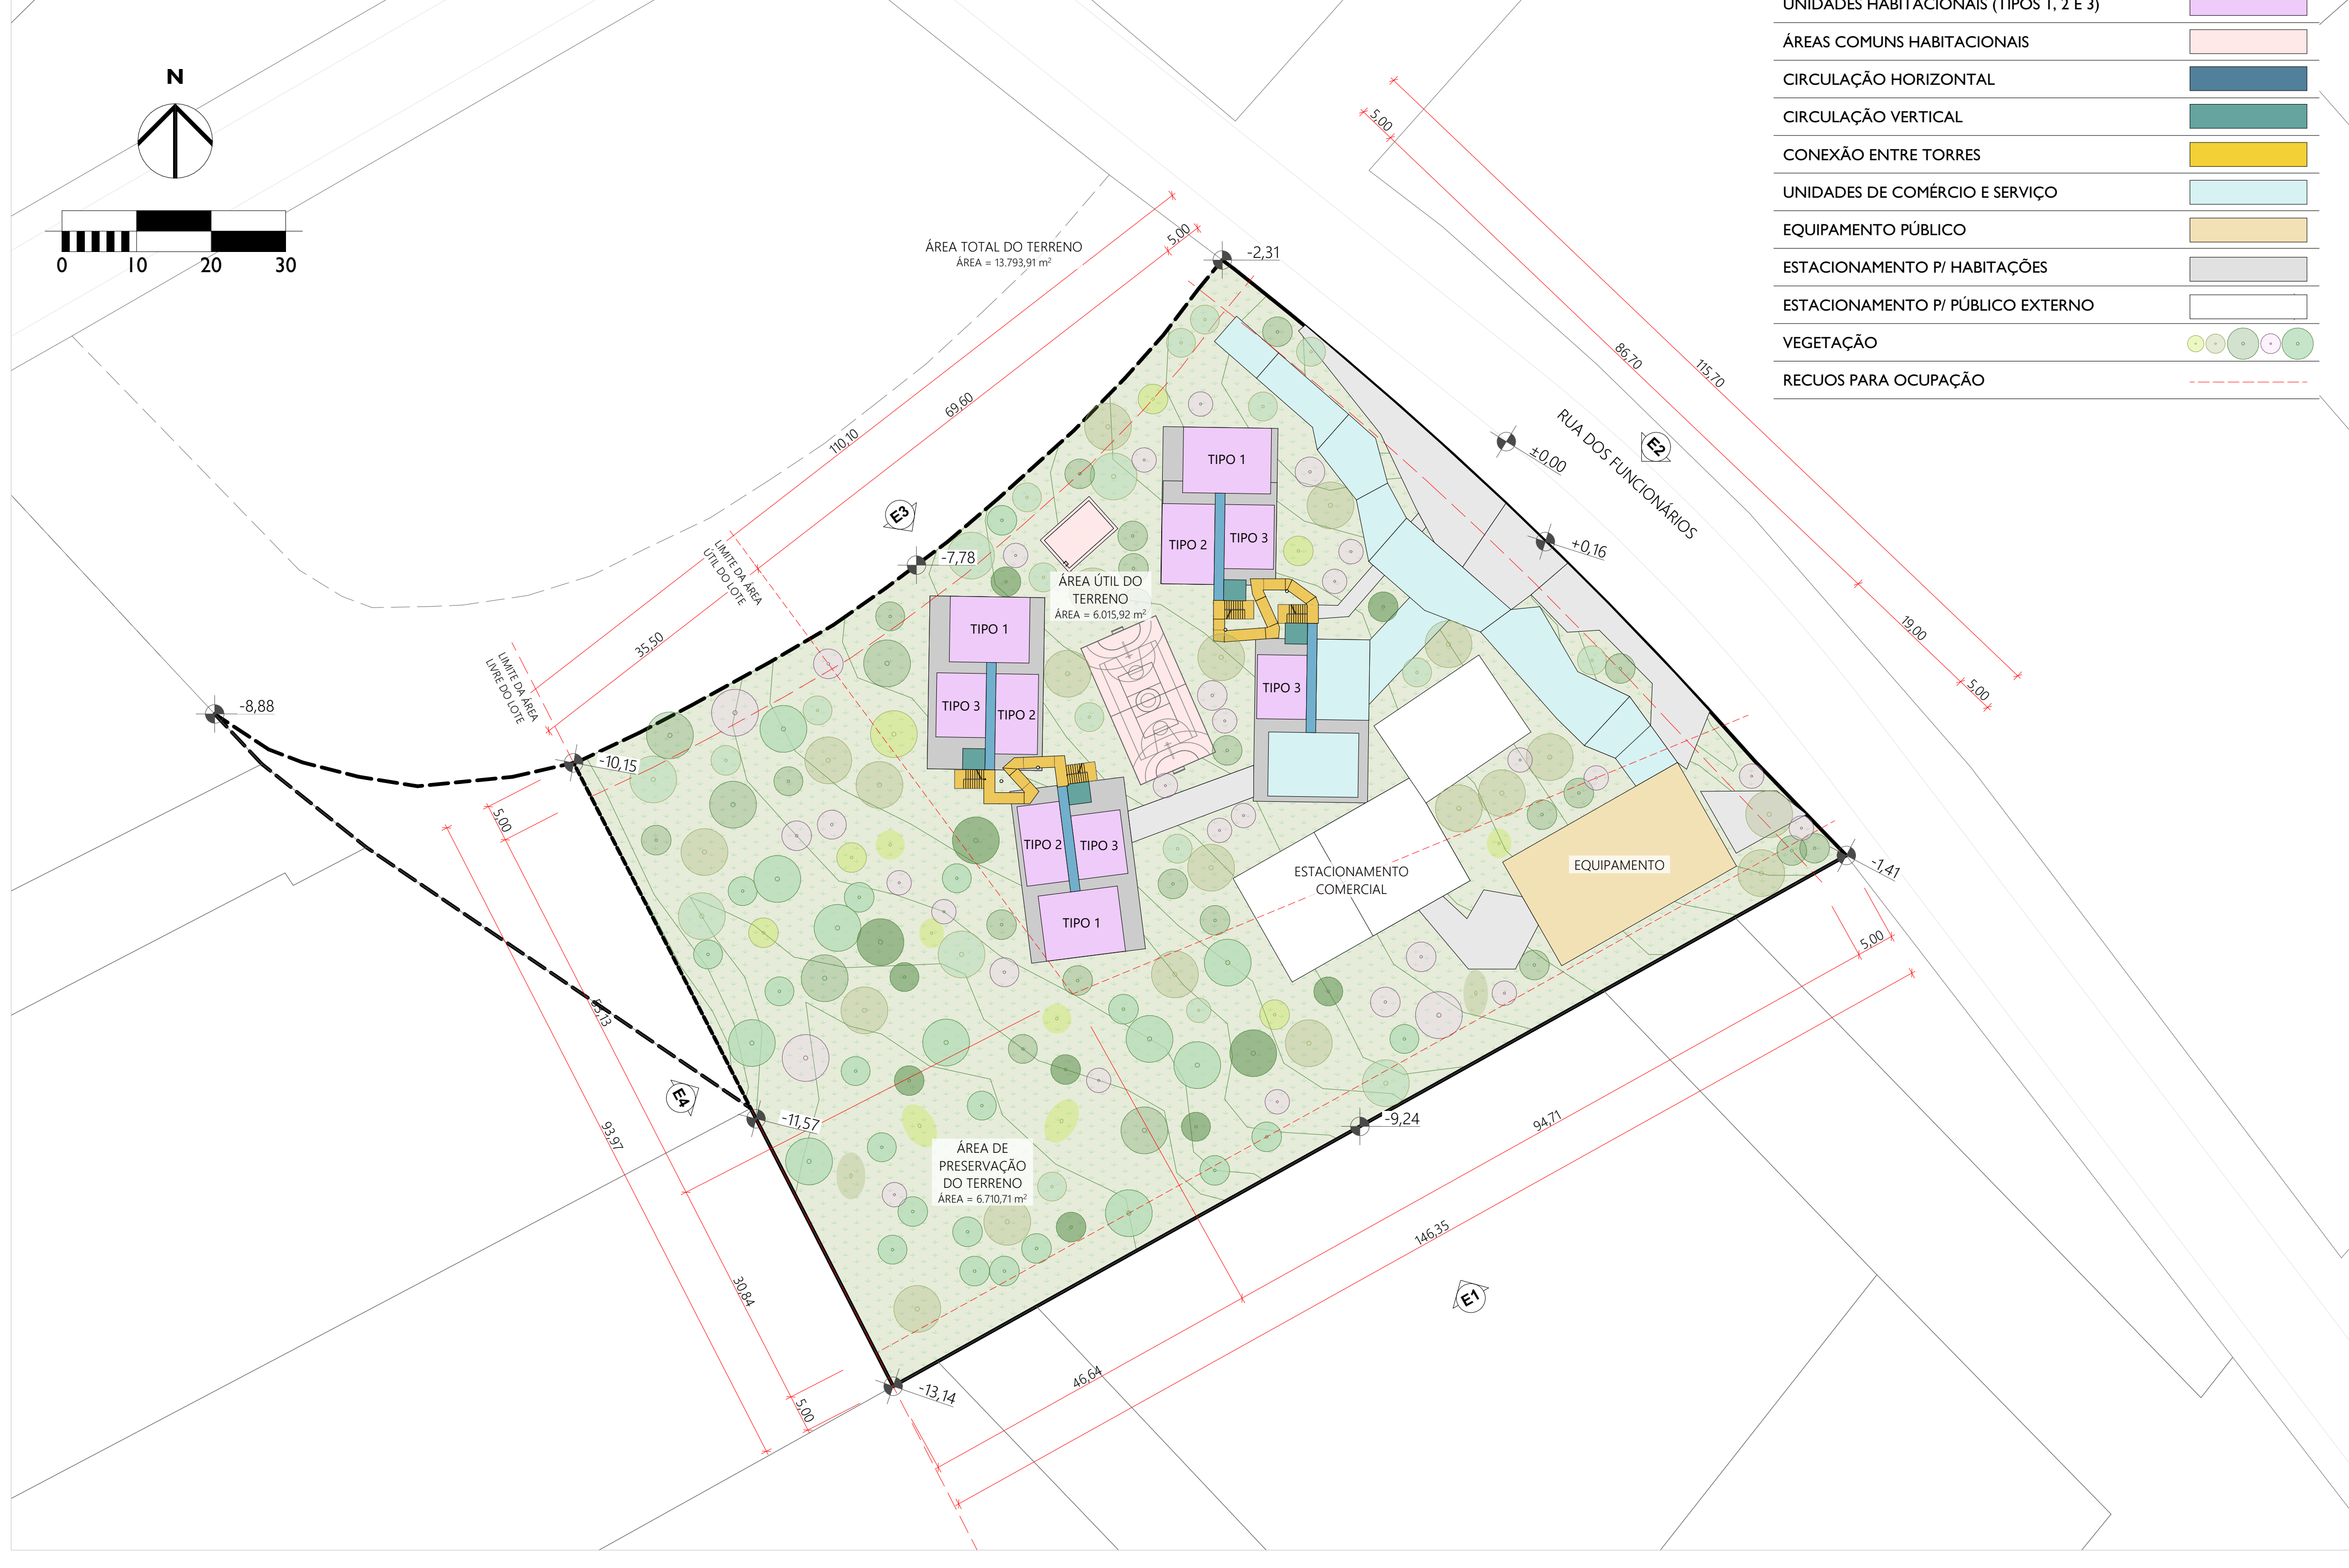 UNIDADES HABITACIONAIS (TIPOS 1, 2 E 3)
ÁREAS COMUNS HABITACIONAIS
CIRCULAÇÃO HORIZONTAL
CIRCULAÇÃO VERTICAL
CONEXÃO ENTRE TORRES
UNIDADES DE COMÉRCIO E SERVIÇO
EQUIPAMENTO PÚBLICO
ESTACIONAMENTO P/ HABITAÇÕES
ESTACIONAMENTO P/ PÚBLICO EXTERNO
VEGETAÇÃO
RECUOS PARA OCUPAÇÃO
N
0 10 20 30
ÁREA TOTAL DO TERRENO
ÁREA = 13.793,91 m²
5,00
-2,31
5,00
86,70
115,70
RUA DOS FUNCIONÁRIOS
E2
±0,00
+0,16
19,00
5,00
69,60
110,10
E3
-7,78
LIMITE DA ÁREA
ÚTIL DO LOTE
35,50
LIMITE DA ÁREA
LIVRE DO LOTE
-8,88
-10,15
TIPO 1
TIPO 2
TIPO 3
ÁREA ÚTIL DO
TERRENO
ÁREA = 6.015,92 m²
TIPO 1
TIPO 3
TIPO 2
TIPO 3
TIPO 2
TIPO 3
TIPO 1
ESTACIONAMENTO
COMERCIAL
EQUIPAMENTO
-1,41
5,00
5,00
93,97
E4
-11,57
-9,24
94,71
ÁREA DE
PRESERVAÇÃO
DO TERRENO
ÁREA = 6.710,71 m²
146,35
E1
30,84
46,64
-13,14
5,00